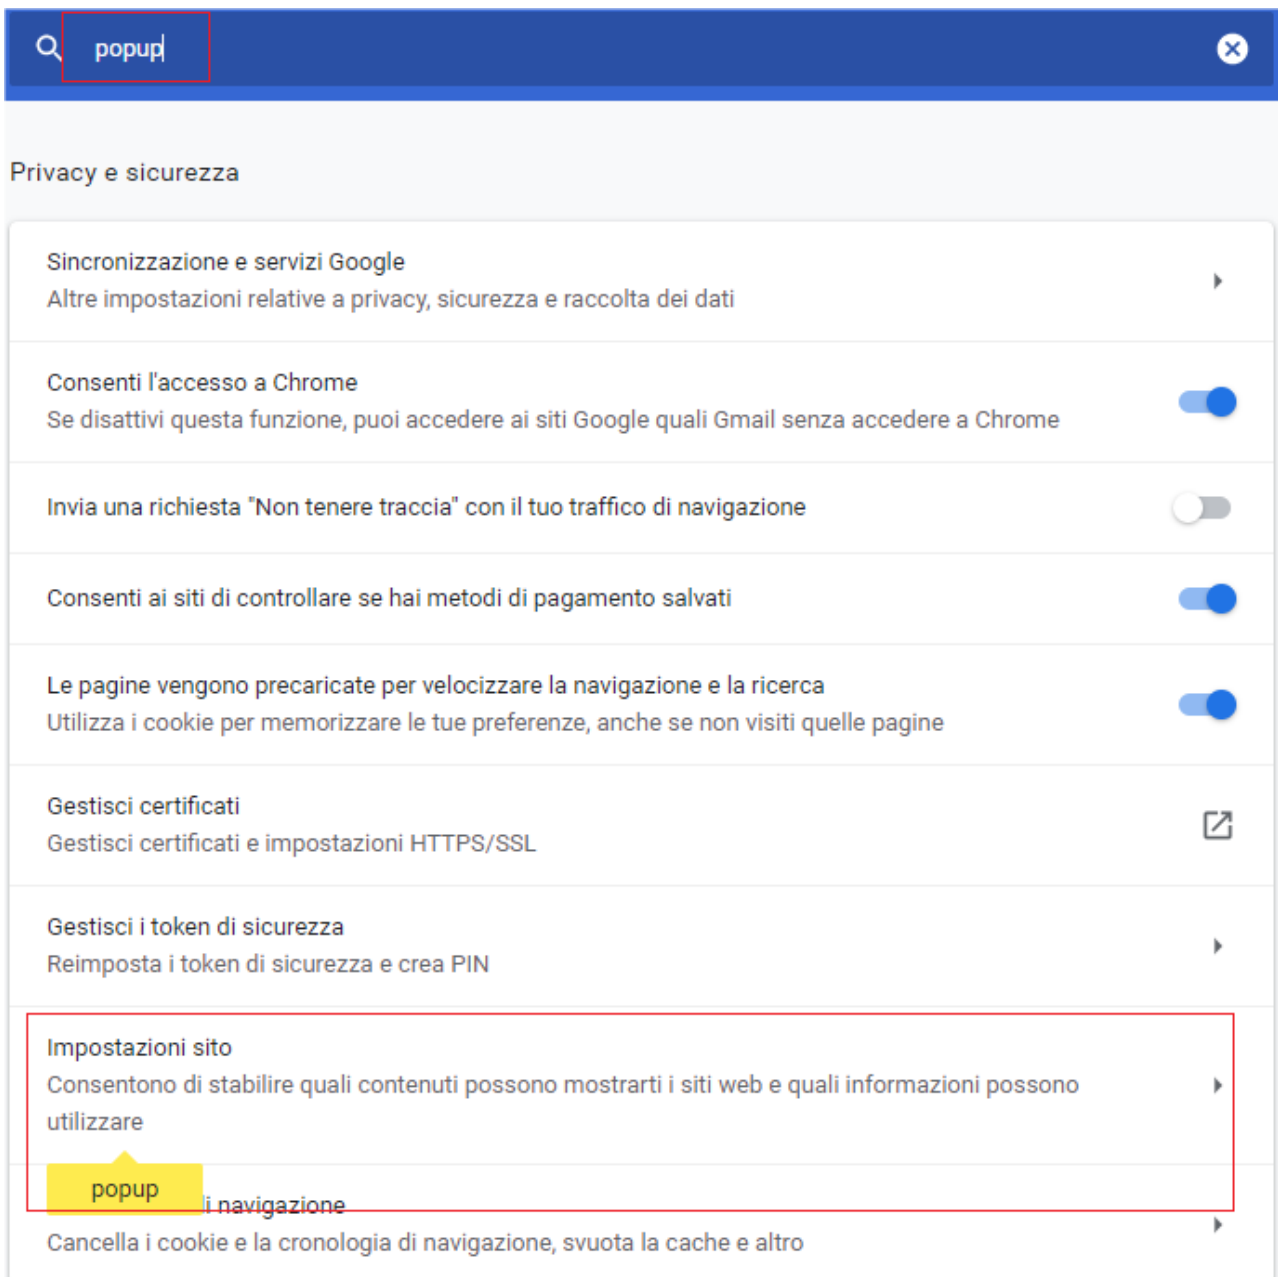 popup
Privacy e sicurezza
Sincronizzazione e servizi Google
Altre impostazioni relative a privacy, sicurezza e raccolta dei dati
Consenti l'accesso a Chrome
Se disattivi questa funzione, puoi accedere ai siti Google quali Gmail senza accedere a Chrome
Invia una richiesta "Non tenere traccia" con il tuo traffico di navigazione
Consenti ai siti di controllare se hai metodi di pagamento salvati
Le pagine vengono precaricate per velocizzare la navigazione e la ricerca
Utilizza i cookie per memorizzare le tue preferenze, anche se non visiti quelle pagine
Gestisci certificati
Gestisci certificati e impostazioni HTTPS/SSL
Gestisci i token di sicurezza
Reimposta i token di sicurezza e crea PIN
Impostazioni sito
Consentono di stabilire quali contenuti possono mostrarti i siti web e quali informazioni possono
utilizzare
popup
di navigazione
Cancella i cookie e la cronologia di navigazione, svuota la cache e altro